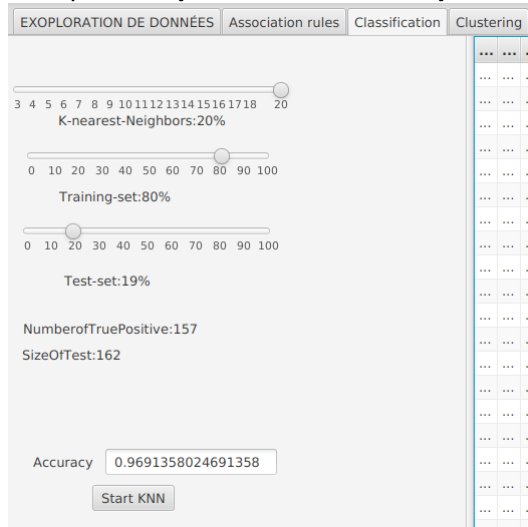 EXOPLORATION DE DONNÉES Association rules Classification Clustering
... ...
3 4 5 6 7 8 9 10 11 12 13 14 15 16 17 18 20
K-nearest-Neighbors:20%
0 10 20 30 40 50 60 70 80 90 100
Training-set:80%
0 10 20 30 40 50 60 70 80 90 100
Test-set:19%
NumberofTruePositive:157
SizeOfTest:162
Accuracy 0.9691358024691358
Start KNN